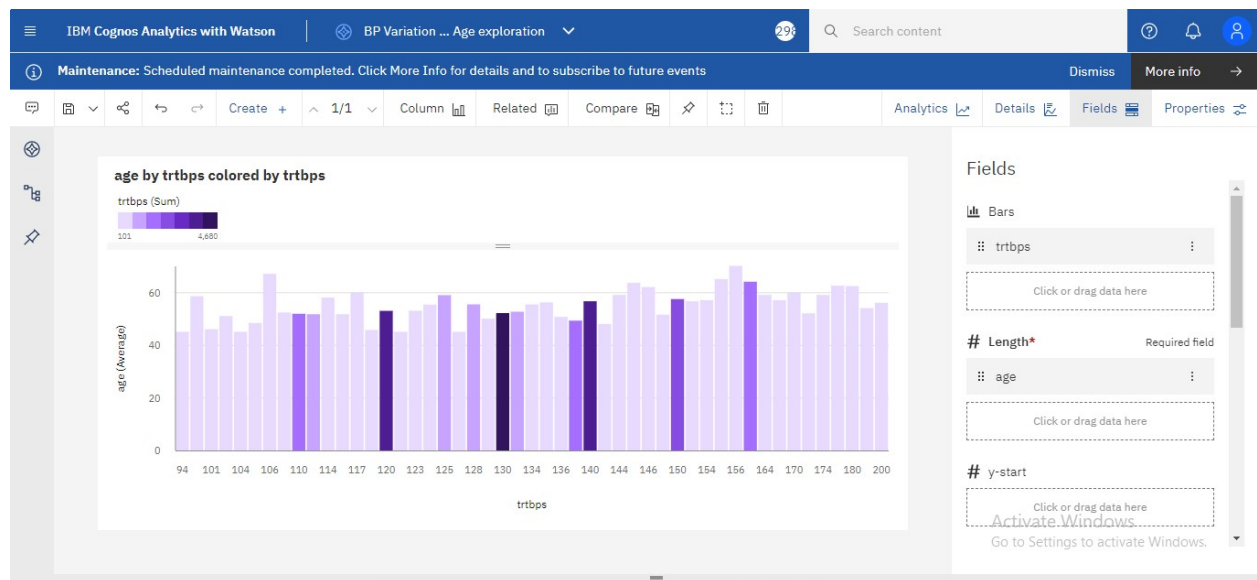 IBM Cognos Analytics with Watson
BP Variation ... Age exploration
298
Search content
Maintenance: Scheduled maintenance completed. Click More Info for details and to subscribe to future events
Dismiss
More info
Create +
1/1
Column
Related
Compare
Analytics
Details
Fields
Properties
age by trtbps colored by trtbps
trtbps (Sum)
101 4,680
age (Average)
60
40
20
0
94 101 104 106 110 114 117 120 123 125 128 130 134 136 140 144 146 150 154 156 164 170 174 180 200
trtbps
Fields
Bars
trtbps
Click or drag data here
# Length* Required field
age
Click or drag data here
# y-start
Click or drag data here
Activate Windows
Go to Settings to activate Windows.